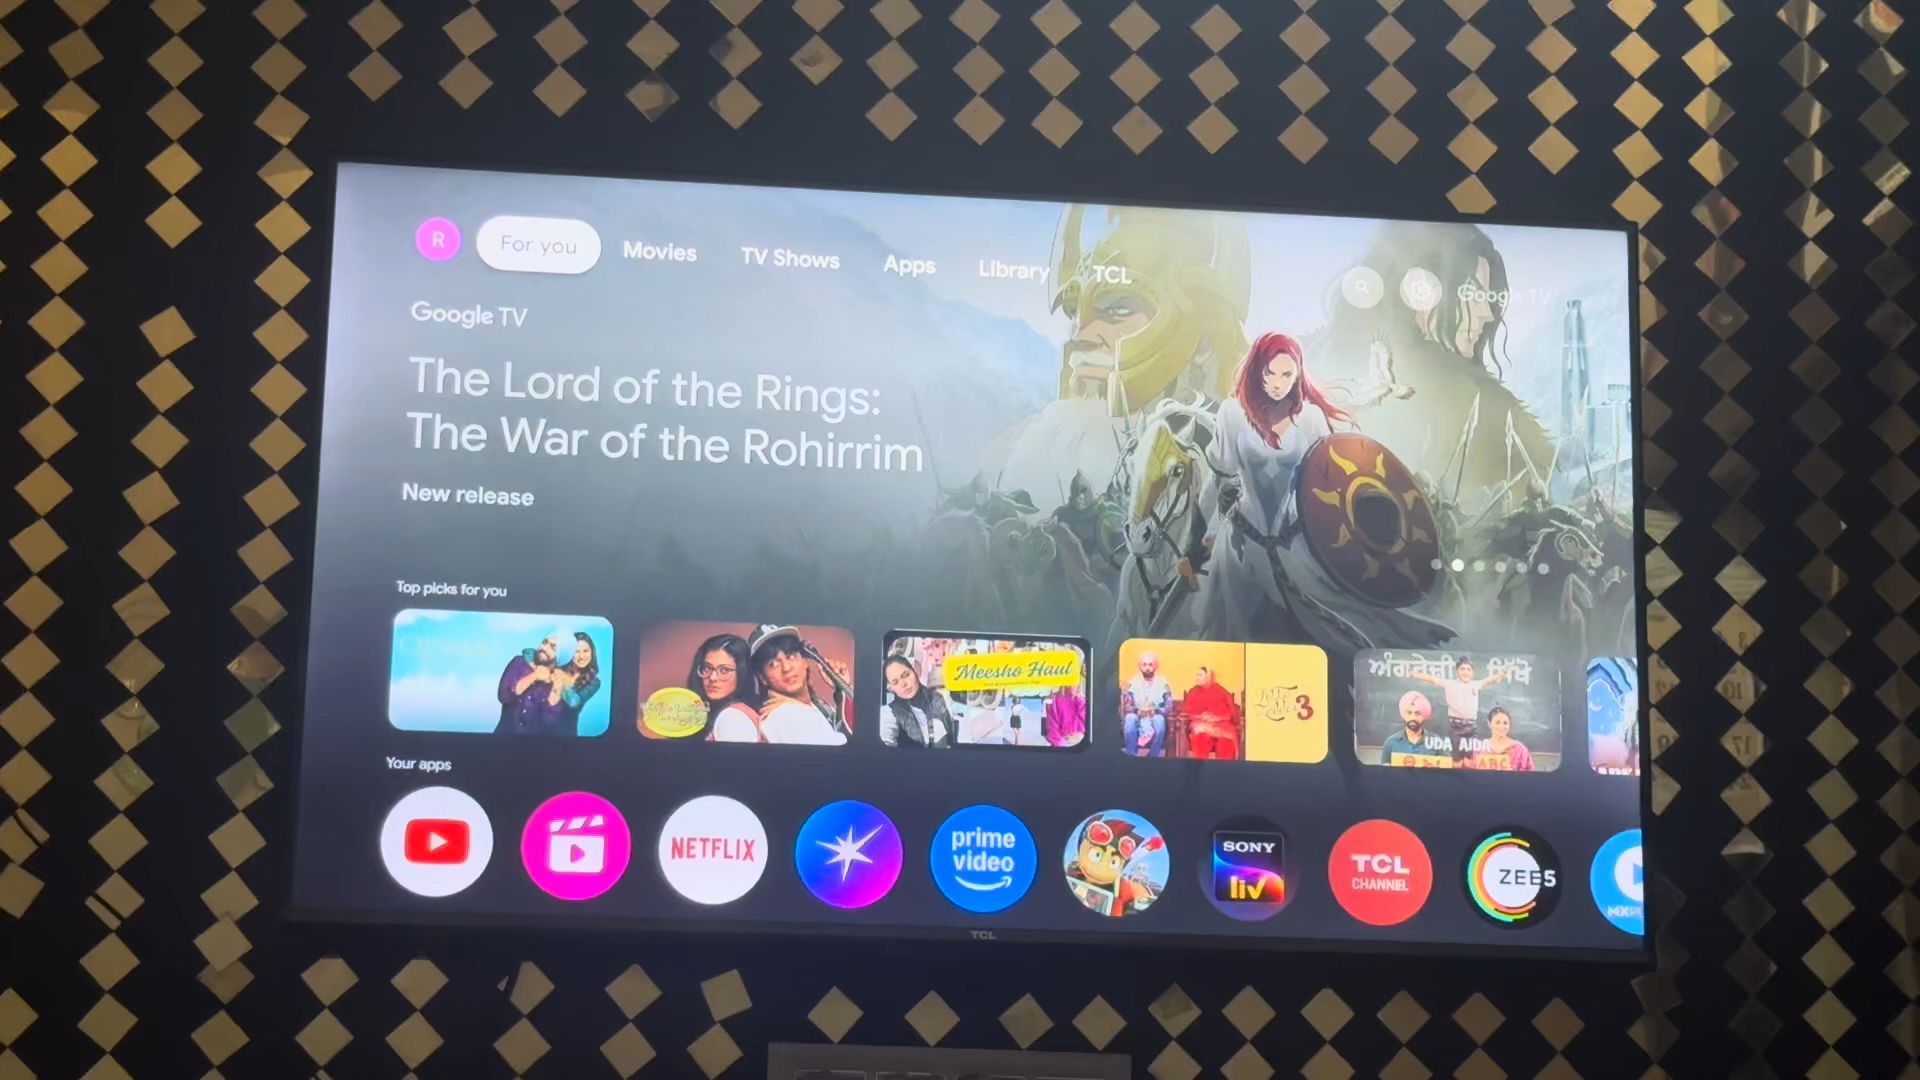 R
For you
Movies
TV Shows
Apps
Library
TCL
Google TV
Google TV
The Lord of the Rings:
The War of the Rohirrim
New release
Top picks for you
Meesho Haul
3
ਅੰਗਰੇਜ਼ੀ
ਸਿੱਖੋ
UDA AIDA
ABC
Your apps
NETFLIX
prime
video
SONY
liv
TCL
CHANNEL
ZEE5
TCL